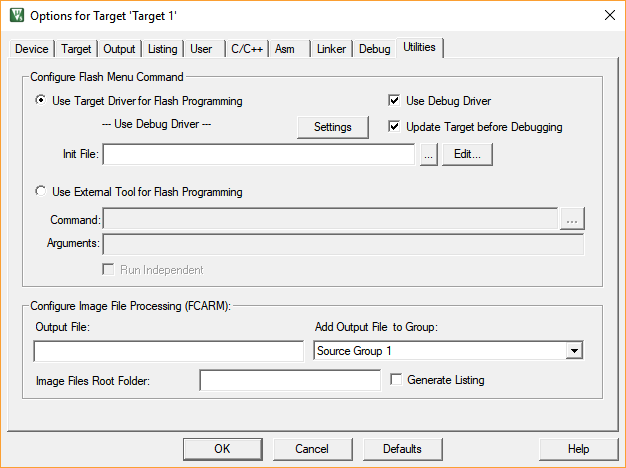 Options for Target 'Target 1'
Device Target Output Listing User C/C++ Asm Linker Debug Utilities
Configure Flash Menu Command
Use Target Driver for Flash Programming Use Debug Driver
--- Use Debug Driver --- Settings Update Target before Debugging
Init File: ... Edit...
Use External Tool for Flash Programming
Command: ...
Arguments:
Run Independent
Configure Image File Processing (FCARM):
Output File: Add Output File to Group:
Source Group 1
Image Files Root Folder: Generate Listing
OK Cancel Defaults Help